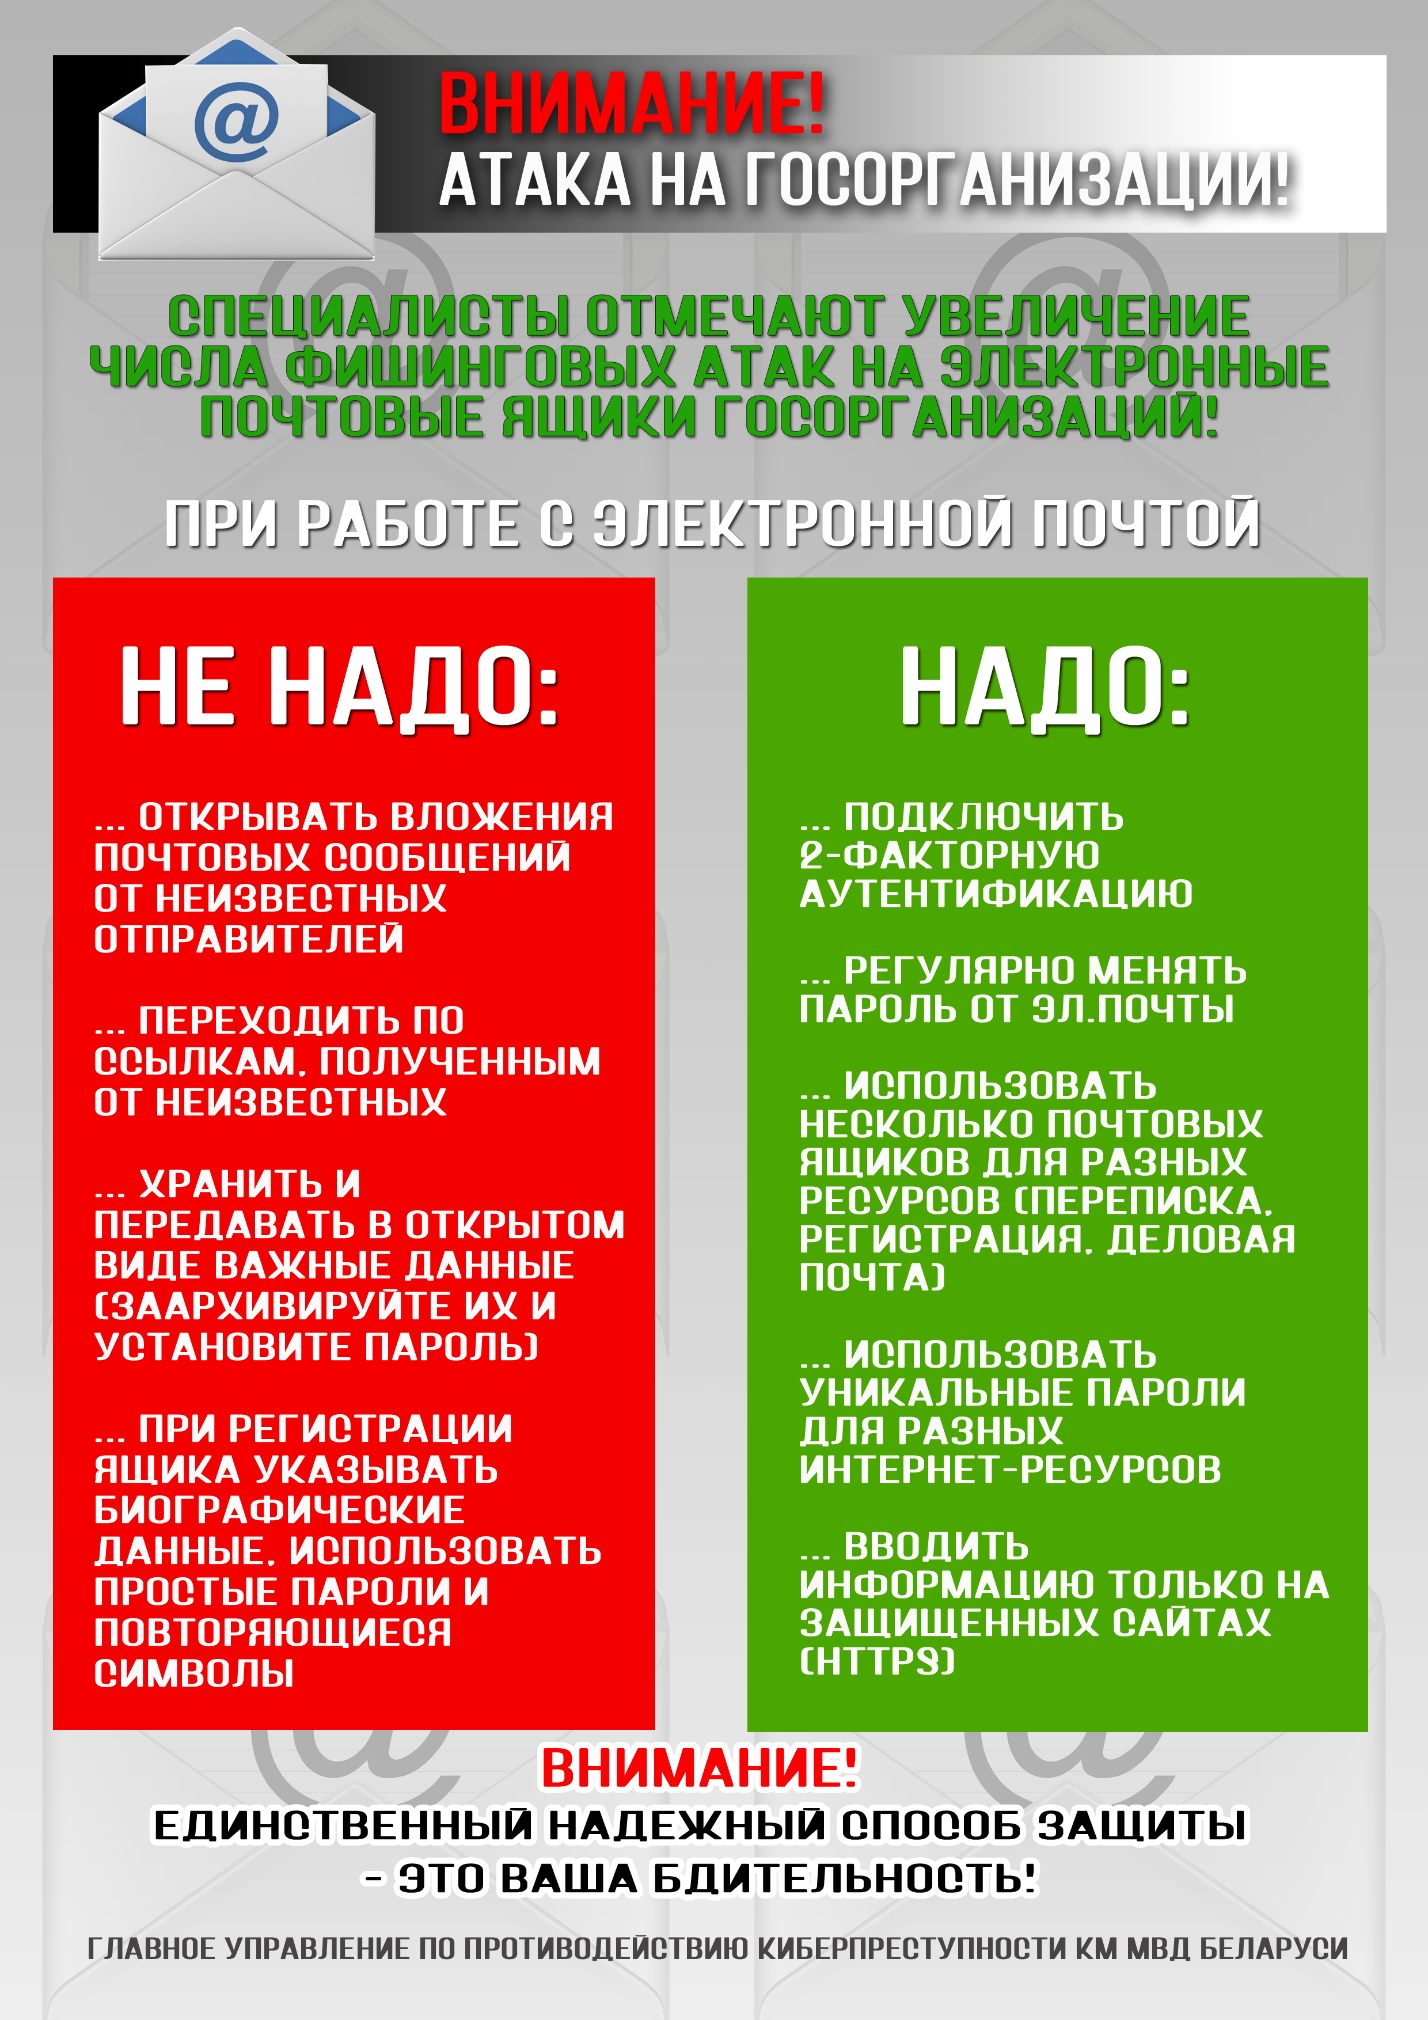 @
ВНИМАНИЕ!
АТАКА НА ГОСОРГАНИЗАЦИИ!
СПЕЦИАЛИСТЫ ОТМЕЧАЮТ УВЕЛИЧЕНИЕ
ЧИСЛА ФИШИНГОВЫХ АТАК НА ЭЛЕКТРОННЫЕ
ПОЧТОВЫЕ ЯЩИКИ ГОСОРГАНИЗАЦИЙ!
ПРИ РАБОТЕ С ЭЛЕКТРОННОЙ ПОЧТОЙ
НЕ НАДО:
... ОТКРЫВАТЬ ВЛОЖЕНИЯ
ПОЧТОВЫХ СООБЩЕНИЙ
ОТ НЕИЗВЕСТНЫХ
ОТПРАВИТЕЛЕЙ
... ПЕРЕХОДИТЬ ПО
ССЫЛКАМ, ПОЛУЧЕННЫМ
ОТ НЕИЗВЕСТНЫХ
... ХРАНИТЬ И
ПЕРЕДАВАТЬ В ОТКРЫТОМ
ВИДЕ ВАЖНЫЕ ДАННЫЕ
(ЗААРХИВИРУЙТЕ ИХ И
УСТАНОВИТЕ ПАРОЛЬ)
... ПРИ РЕГИСТРАЦИИ
ЯЩИКА УКАЗЫВАТЬ
БИОГРАФИЧЕСКИЕ
ДАННЫЕ, ИСПОЛЬЗОВАТЬ
ПРОСТЫЕ ПАРОЛИ И
ПОВТОРЯЮЩИЕСЯ
СИМВОЛЫ
НАДО:
... ПОДКЛЮЧИТЬ
2-ФАКТОРНУЮ
АУТЕНТИФИКАЦИЮ
... РЕГУЛЯРНО МЕНЯТЬ
ПАРОЛЬ ОТ ЭЛ.ПОЧТЫ
... ИСПОЛЬЗОВАТЬ
НЕСКОЛЬКО ПОЧТОВЫХ
ЯЩИКОВ ДЛЯ РАЗНЫХ
РЕСУРСОВ (ПЕРЕПИСКА,
РЕГИСТРАЦИЯ, ДЕЛОВАЯ
ПОЧТА)
... ИСПОЛЬЗОВАТЬ
УНИКАЛЬНЫЕ ПАРОЛИ
ДЛЯ РАЗНЫХ
ИНТЕРНЕТ-РЕСУРСОВ
... ВВОДИТЬ
ИНФОРМАЦИЮ ТОЛЬКО НА
ЗАЩИЩЕННЫХ САЙТАХ
(HTTPS)
ВНИМАНИЕ!
ЕДИНСТВЕННЫЙ НАДЕЖНЫЙ СПОСОБ ЗАЩИТЫ
- ЭТО ВАША БДИТЕЛЬНОСТЬ!
ГЛАВНОЕ УПРАВЛЕНИЕ ПО ПРОТИВОДЕЙСТВИЮ КИБЕРПРЕСТУПНОСТИ КМ МВД БЕЛАРУСИ